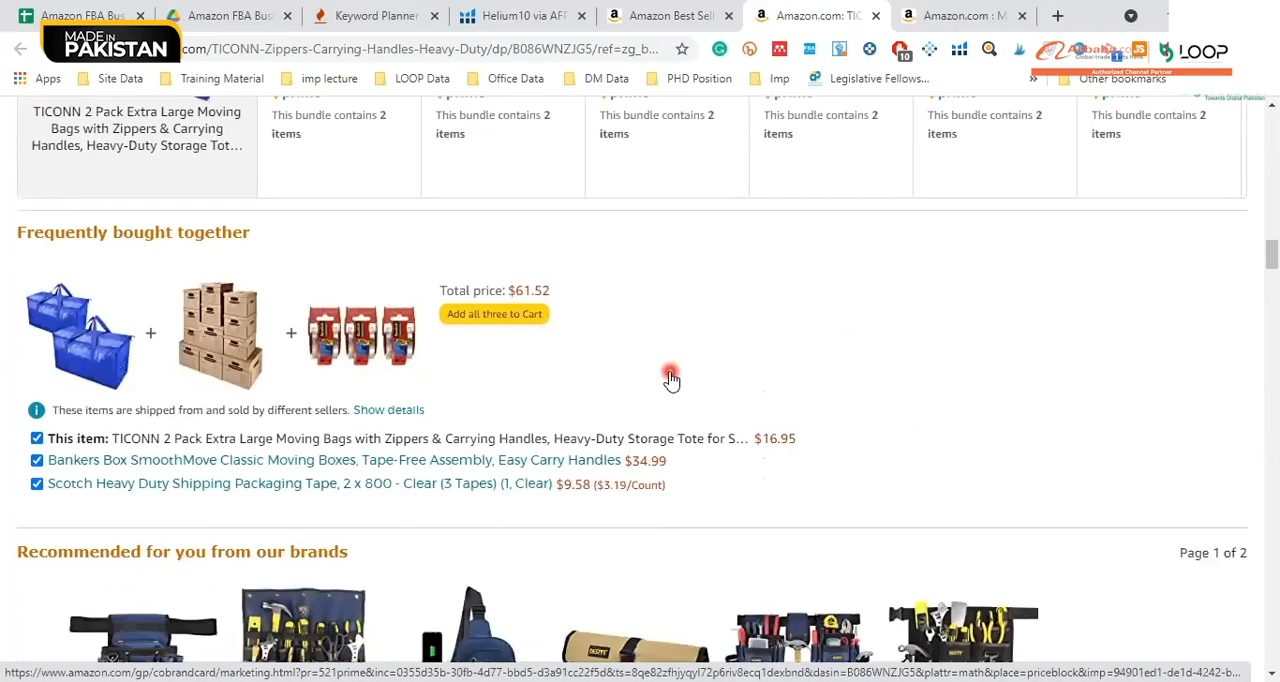 Amazon FBA Bus
Amazon FBA Bus
Keyword Planner
Helium10 via AFP
Amazon Best Sell
Amazon.com: TIC
Amazon.com : M
MADE IN
PAKISTAN
com/TICONN-Zippers-Carrying-Handles-Heavy-Duty/dp/B086WNZJG5/ref=zg_b...
10
1
LOOP
Authorized Channel Partner
Apps
Site Data
Training Material
imp lecture
LOOP Data
Office Data
DM Data
PHD Position
Imp
Legislative Fellows...
»
Other bookmarks
TICONN 2 Pack Extra Large Moving
Bags with Zippers & Carrying
Handles, Heavy-Duty Storage Tot...
This bundle contains 2
items
This bundle contains 2
items
This bundle contains 2
items
This bundle contains 2
items
This bundle contains 2
items
This bundle contains 2
items
Frequently bought together
Total price: $61.52
Add all three to Cart
These items are shipped from and sold by different sellers. Show details
This item: TICONN 2 Pack Extra Large Moving Bags with Zippers & Carrying Handles, Heavy-Duty Storage Tote for S... $16.95
Bankers Box SmoothMove Classic Moving Boxes, Tape-Free Assembly, Easy Carry Handles $34.99
Scotch Heavy Duty Shipping Packaging Tape, 2 x 800 - Clear (3 Tapes) (1, Clear) $9.58 ($3.19/Count)
Recommended for you from our brands
Page 1 of 2